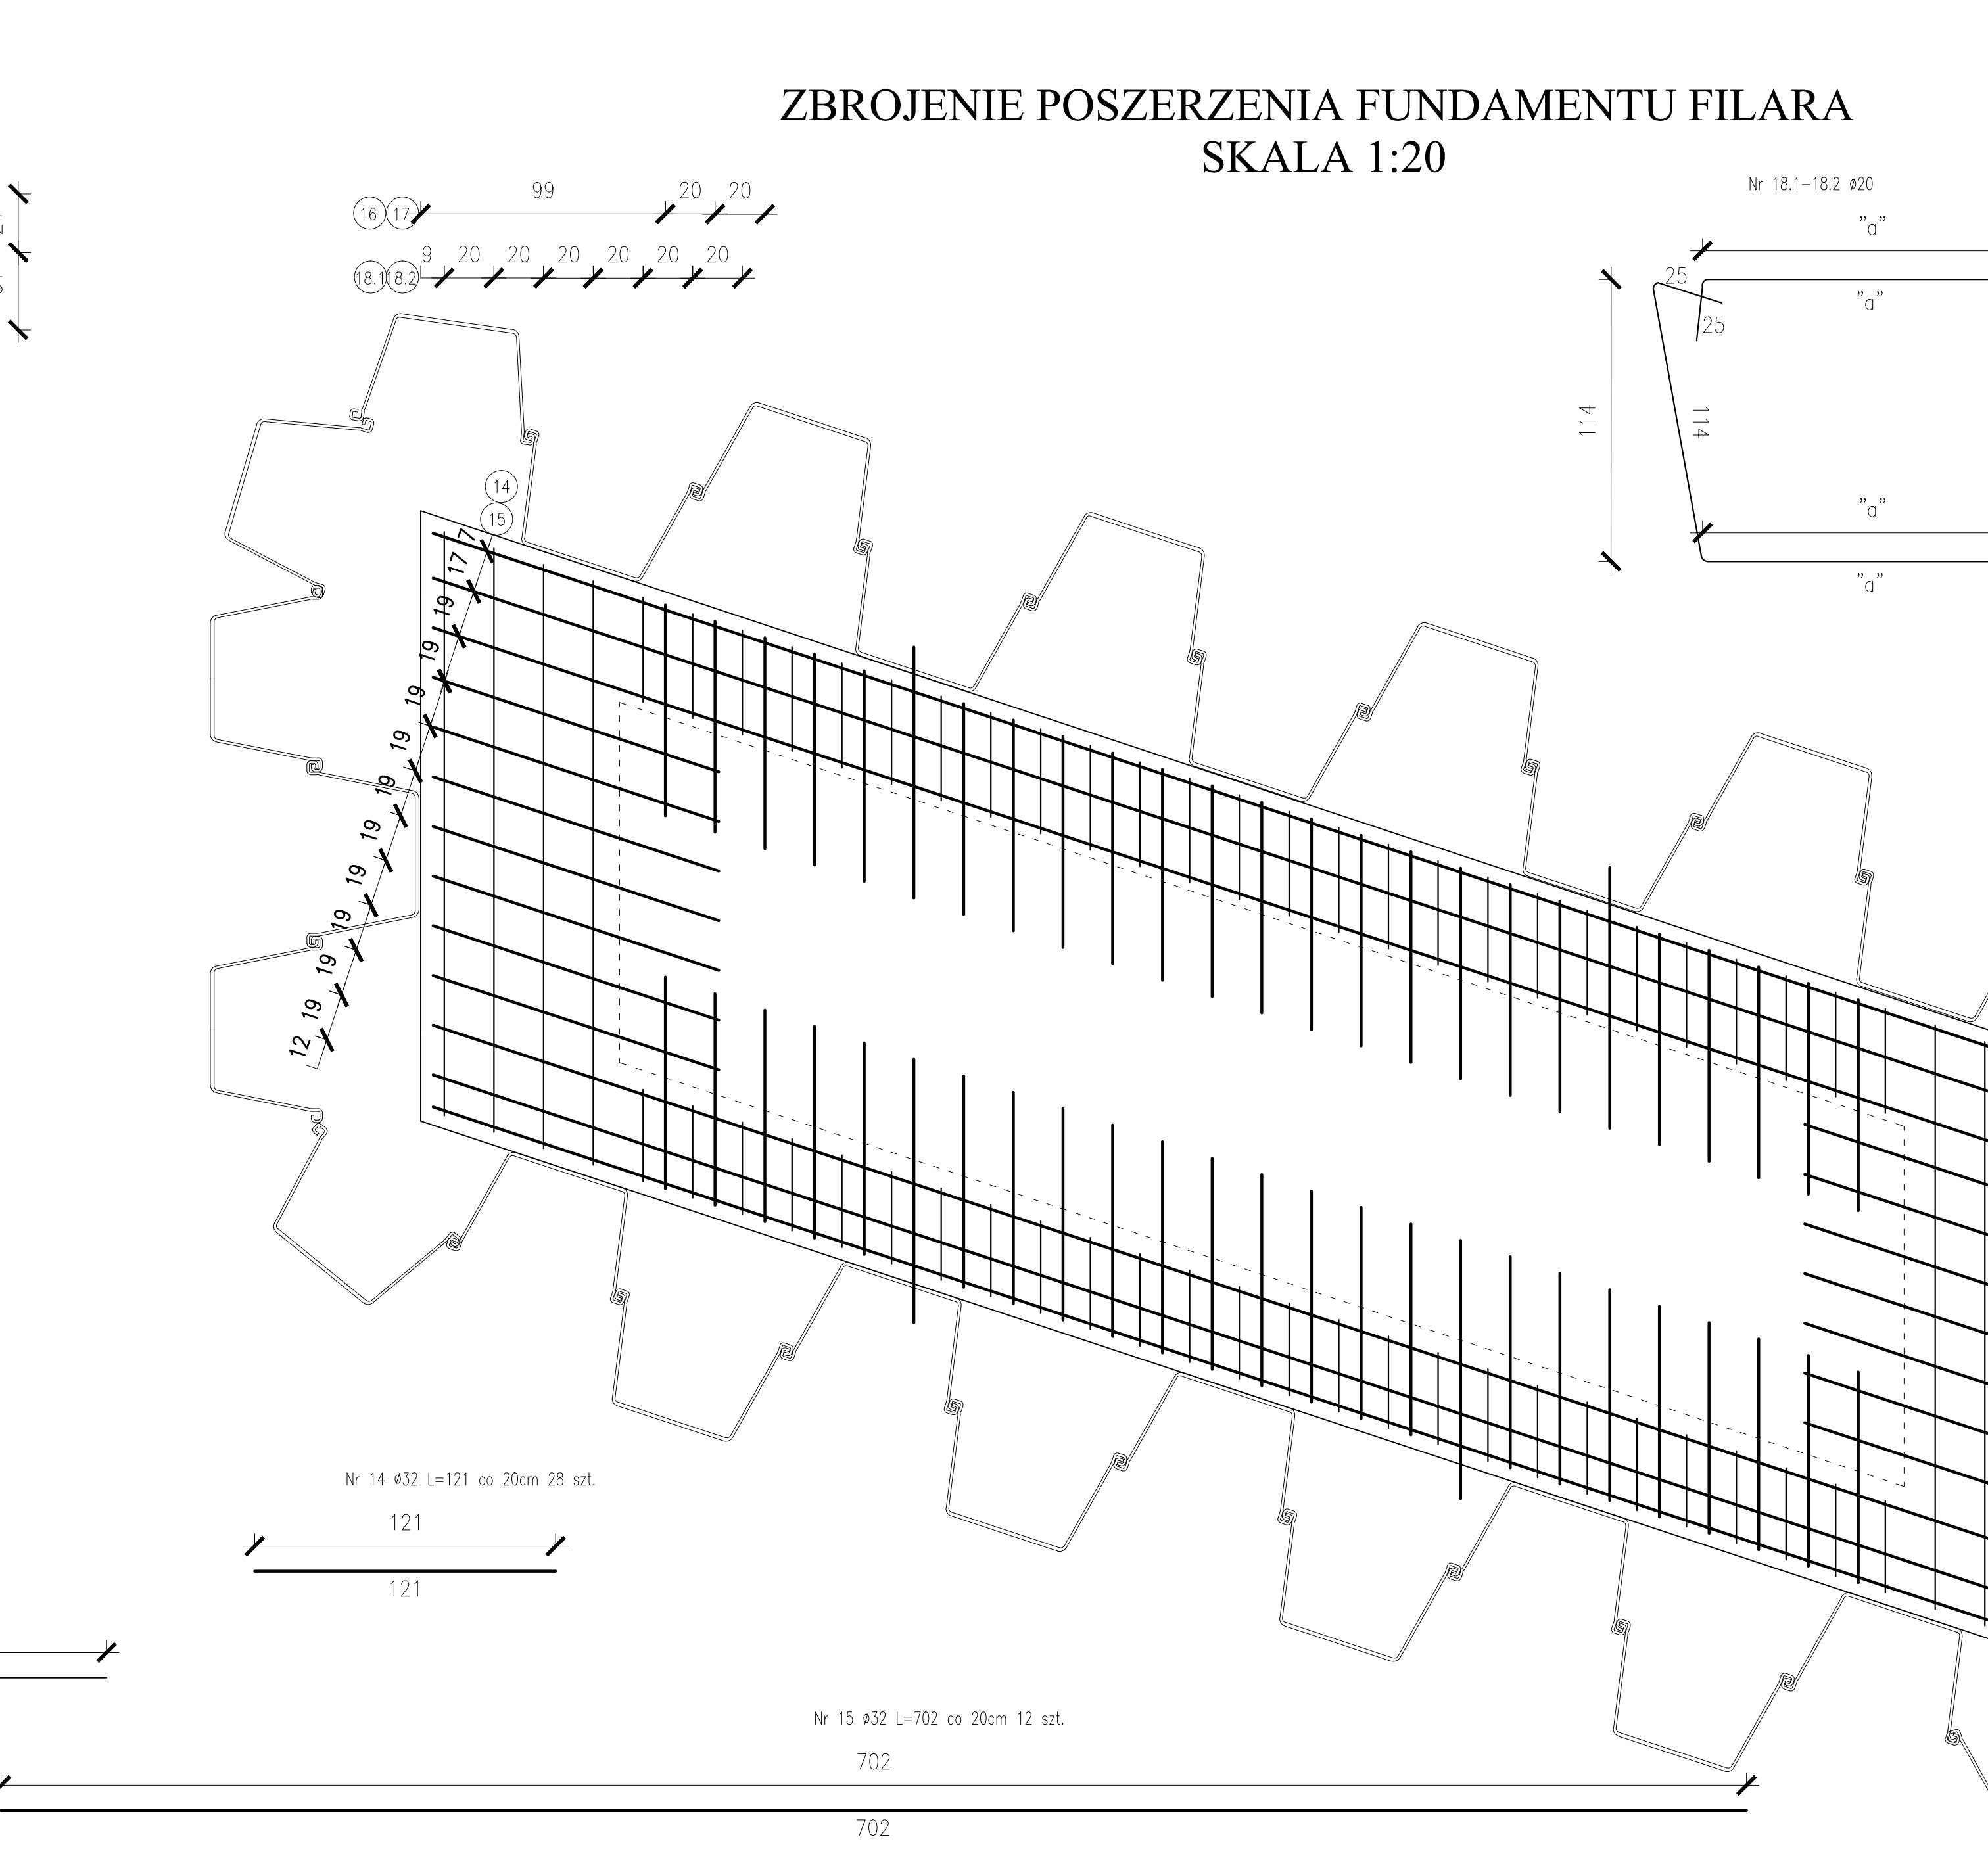 ZBROJENIE POSZERZENIA FUNDAMENTU FILARA
SKALA 1:20
Nr 18.1-18.2 ø20
16 17 99 20 20
18.1 18.2 9 20 20 20 20 20 20
"a"
25
"a"
25
114
114
"a"
"a"
14
15
7
17
19
19
19
19
19
19
19
19
19
19
12
Nr 14 ø32 L=121 co 20cm 28 szt.
121
121
Nr 15 ø32 L=702 co 20cm 12 szt.
702
702